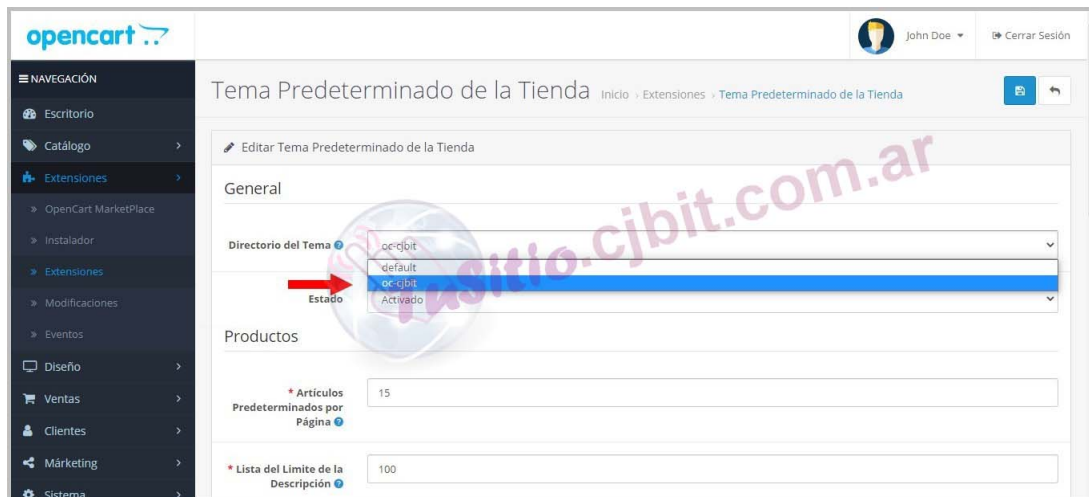 opencart
John Doe
Cerrar Sesión
NAVEGACIÓN
Escritorio
Catálogo
Extensiones
» OpenCart MarketPlace
» Instalador
» Extensiones
» Modificaciones
» Eventos
Diseño
Ventas
Clientes
Márketing
Sistema
Tema Predeterminado de la Tienda
Inicio › Extensiones › Tema Predeterminado de la Tienda
Editar Tema Predeterminado de la Tienda
General
Directorio del Tema
oc-cjbit
default
oc-cjbit
Estado
Activado
Productos
* Artículos
Predeterminados por
Página
15
* Lista del Limite de la
Descripción
100
tuSitio.cjbit.com.ar